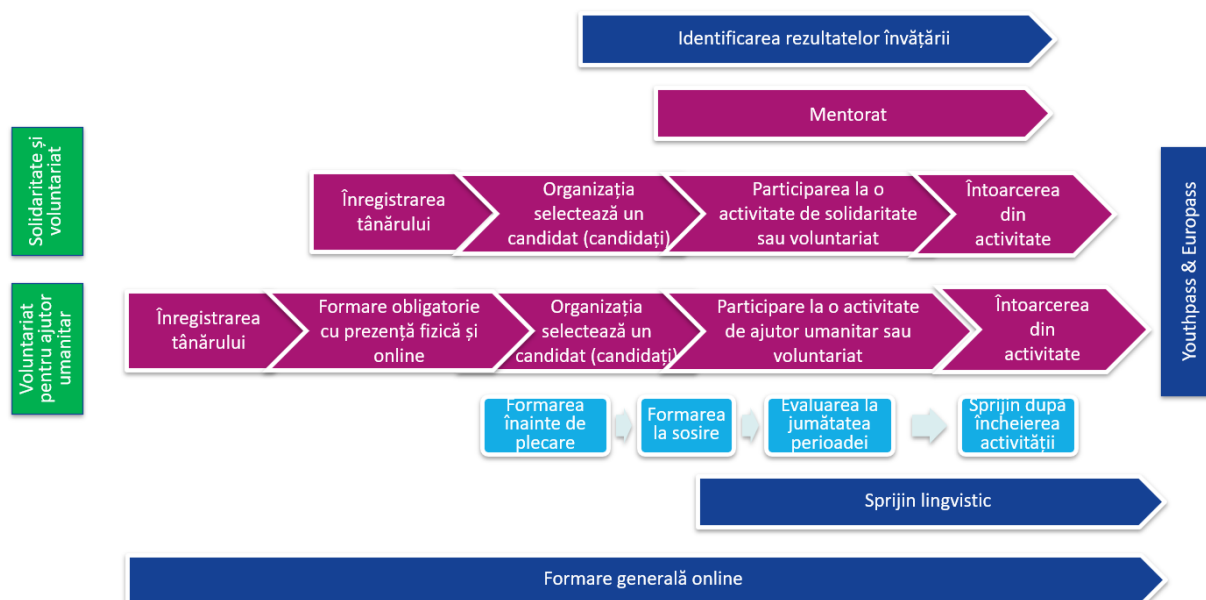 Identificarea rezultatelor învățării
Mentorat
Solidaritate și
voluntariat
Înregistrarea
tânărului
Organizația
selectează un
candidat (candidați)
Participarea la o
activitate de solidaritate
sau voluntariat
Întoarcerea
din
activitate
Voluntariat
pentru ajutor
umanitar
Înregistrarea
tânărului
Formare obligatorie
cu prezență fizică și
online
Organizația
selectează un
candidat (candidați)
Participare la o activitate
de ajutor umanitar sau
voluntariat
Întoarcerea
din
activitate
Youthpass & Europass
Formarea
înainte de
plecare
Formarea
la sosire
Evaluarea la
jumătatea
perioadei
Sprijin după
încheierea
activității
Sprijin lingvistic
Formare generală online